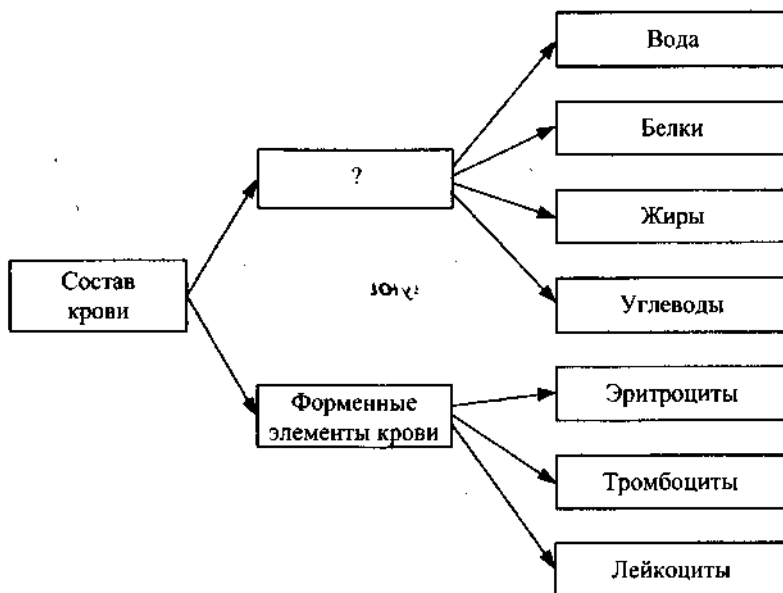 Вода
Белки
?
Жиры
Состав
крови
Углеводы
Форменные
элементы крови
Эритроциты
Тромбоциты
Лейкоциты